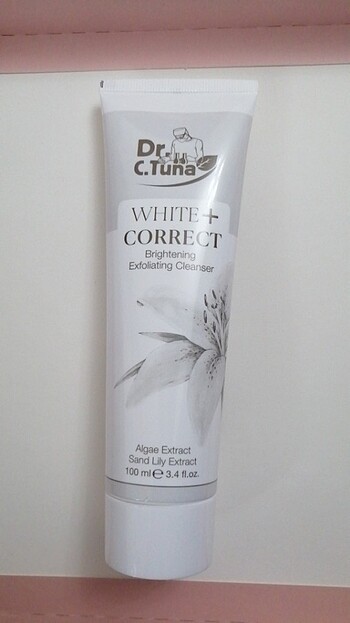 Dr.
C.Tuna
WHITE+
CORRECT
Brightening
Exfoliating Cleanser
Algae Extract
Sand Lily Extract
100 ml ℮ 3.4 fl.oz.